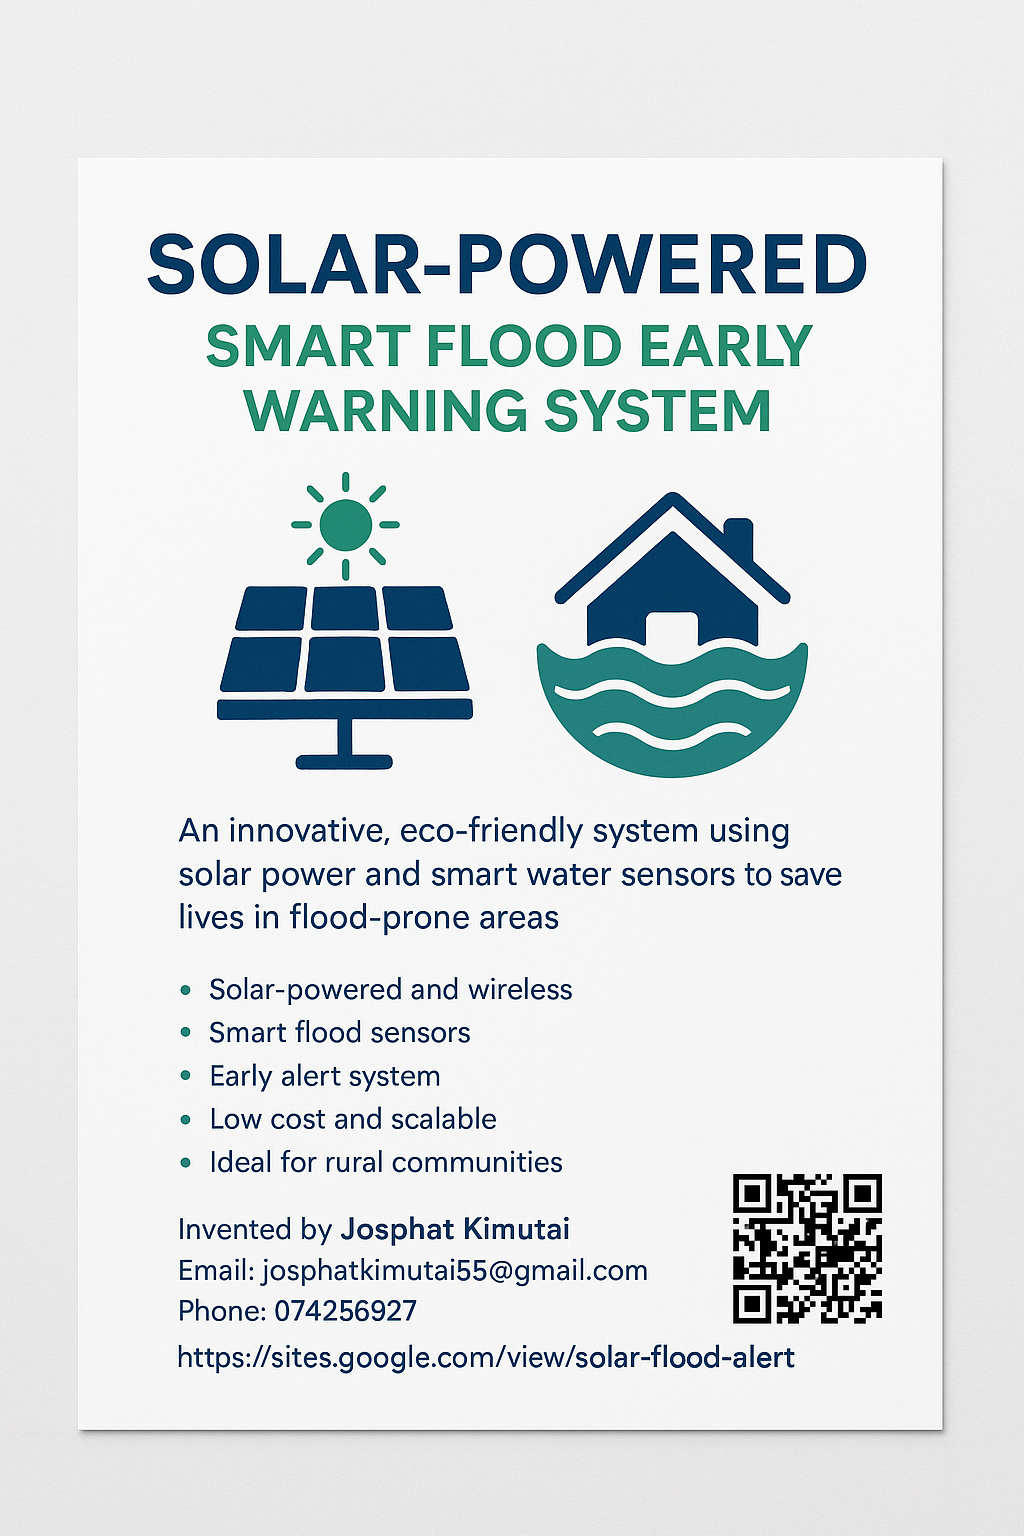 SOLAR-POWERED
SMART FLOOD EARLY
WARNING SYSTEM
An innovative, eco-friendly system using
solar power and smart water sensors to save
lives in flood-prone areas
• Solar-powered and wireless
• Smart flood sensors
• Early alert system
• Low cost and scalable
• Ideal for rural communities
Invented by Josphat Kimutai
Email: josphatkimutai55@gmail.com
Phone: 074256927
https://sites.google.com/view/solar-flood-alert